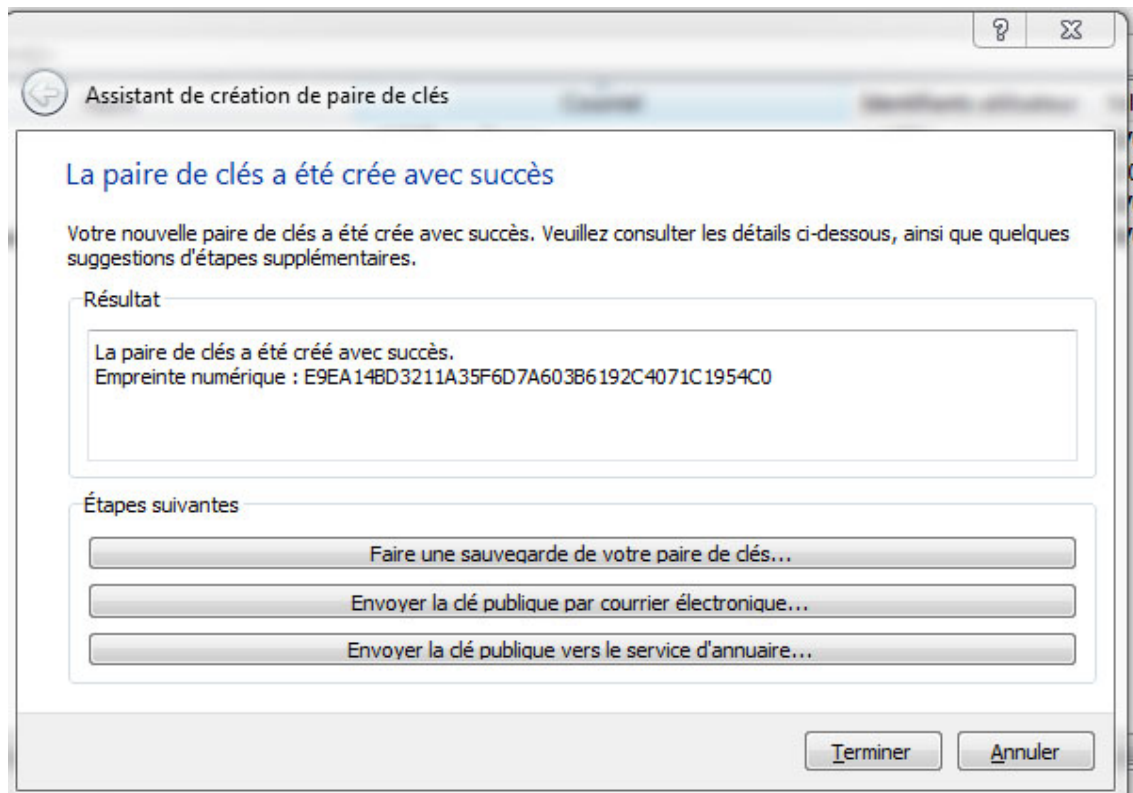 Assistant de création de paire de clés
La paire de clés a été crée avec succès
Votre nouvelle paire de clés a été crée avec succès. Veuillez consulter les détails ci-dessous, ainsi que quelques
suggestions d'étapes supplémentaires.
Résultat
La paire de clés a été créé avec succès.
Empreinte numérique : E9EA14BD3211A35F6D7A603B6192C4071C1954C0
Étapes suivantes
Faire une sauvegarde de votre paire de clés...
Envoyer la clé publique par courrier électronique...
Envoyer la clé publique vers le service d'annuaire...
Terminer Annuler